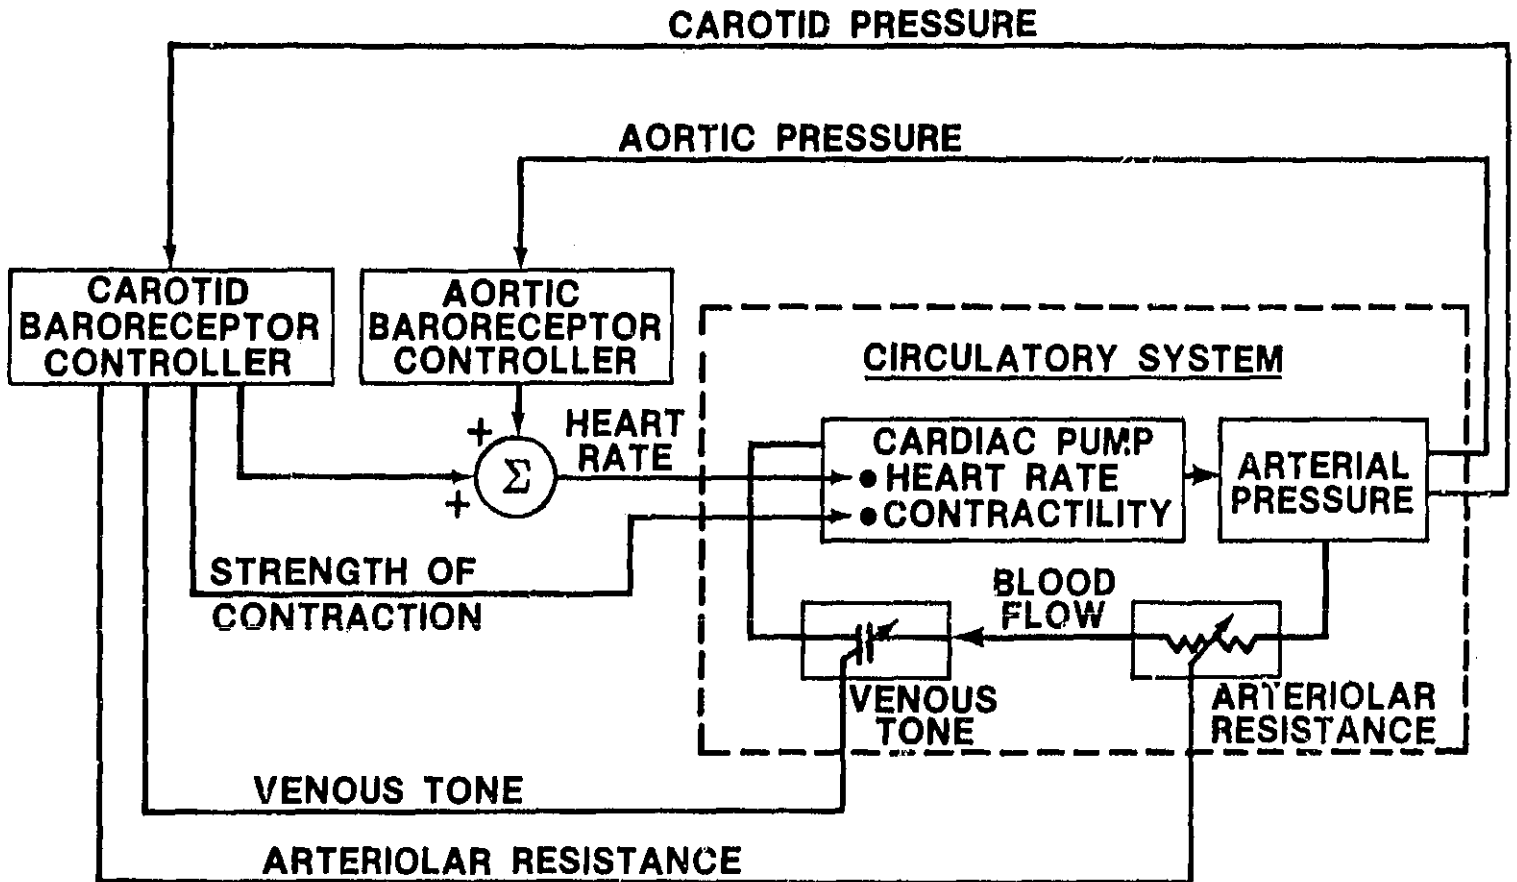 CAROTID PRESSURE
AORTIC PRESSURE
CAROTID
BARORECEPTOR
CONTROLLER
AORTIC
BARORECEPTOR
CONTROLLER
+
+
Σ
HEART
RATE
CIRCULATORY SYSTEM
CARDIAC PUMP
• HEART RATE
• CONTRACTILITY
ARTERIAL
PRESSURE
STRENGTH OF
CONTRACTION
BLOOD
FLOW
VENOUS
TONE
ARTERIOLAR
RESISTANCE
VENOUS TONE
ARTERIOLAR RESISTANCE